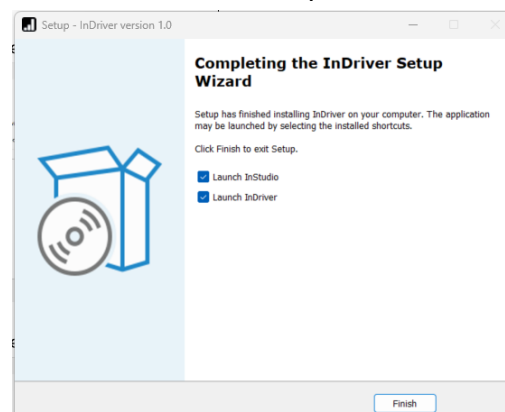 Setup - InDriver version 1.0
Completing the InDriver Setup
Wizard
Setup has finished installing InDriver on your computer. The application
may be launched by selecting the installed shortcuts.
Click Finish to exit Setup.
Launch InStudio
Launch InDriver
Finish